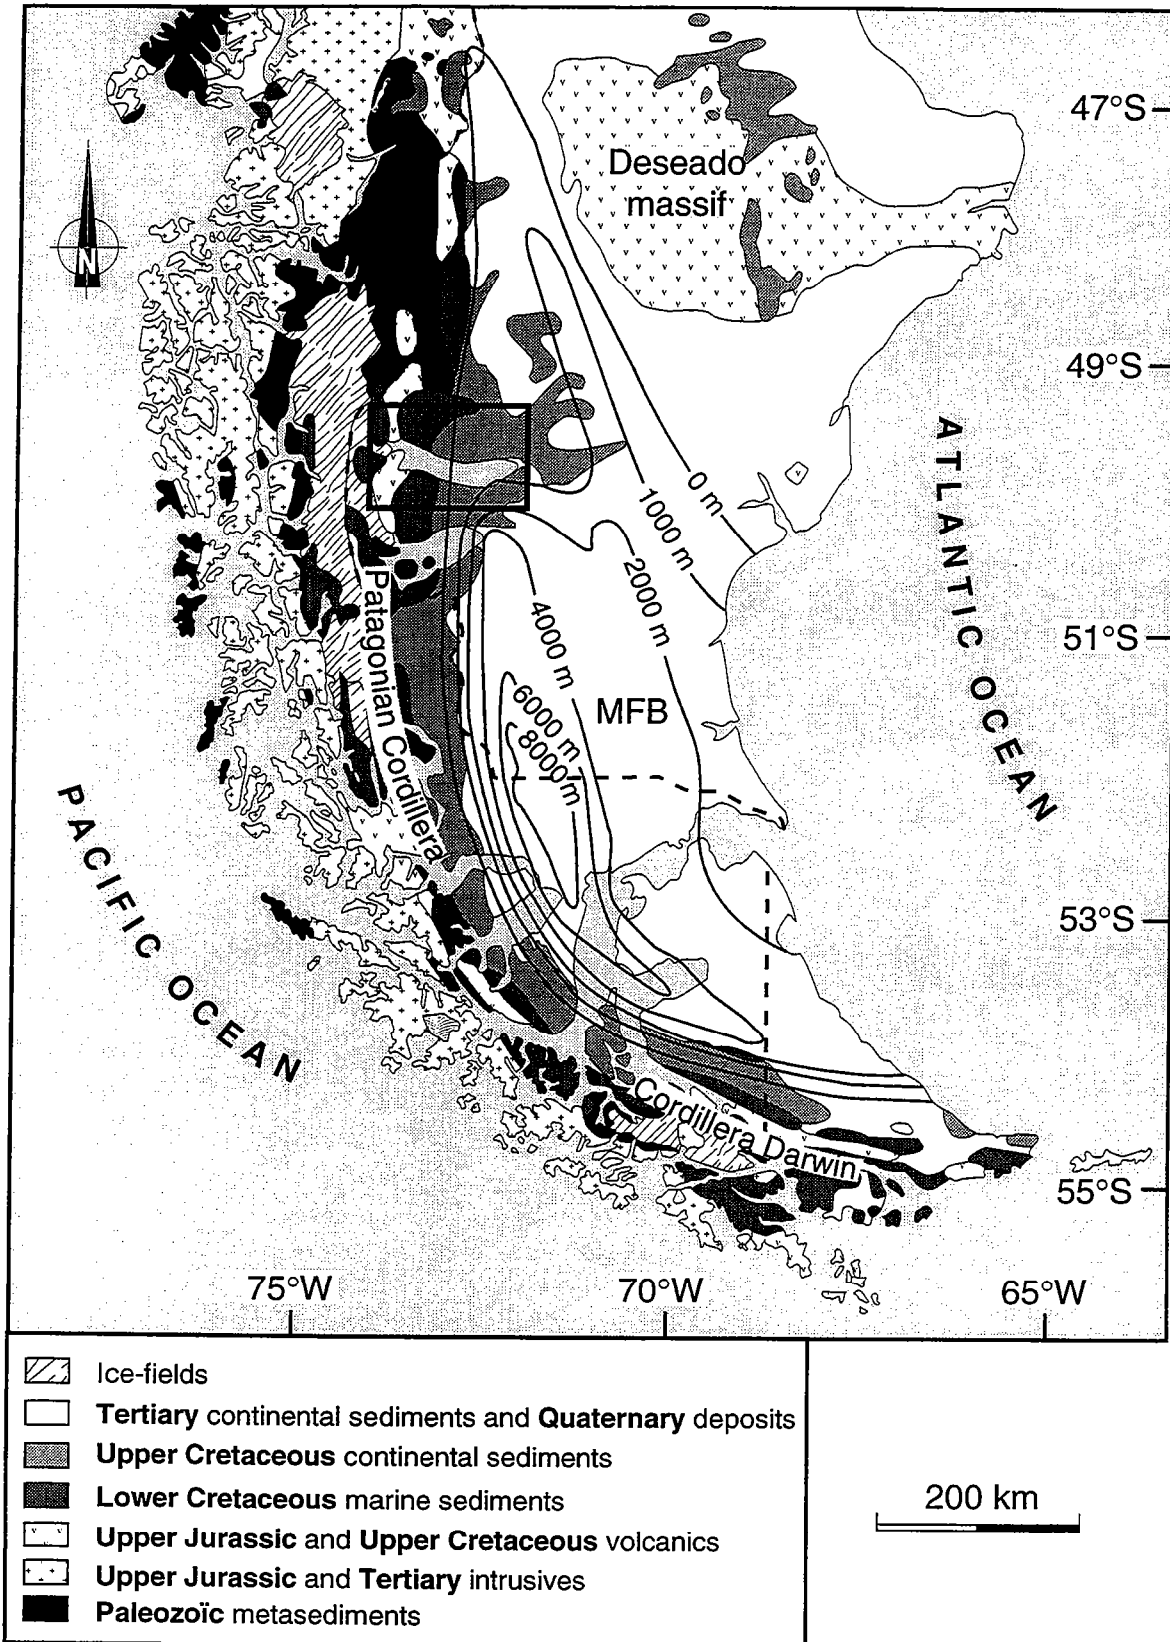 47°S
Deseado
massif
N
49°S
ATLANTIC OCEAN
0 m
1000 m
2000 m
4000 m
6000 m
8000 m
51°S
MFB
Patagonian Cordillera
PACIFIC OCEAN
53°S
Cordillera Darwin
55°S
75°W 70°W 65°W
Ice-fields
Tertiary continental sediments and Quaternary deposits
Upper Cretaceous continental sediments
Lower Cretaceous marine sediments
Upper Jurassic and Upper Cretaceous volcanics
Upper Jurassic and Tertiary intrusives
Paleozoïc metasediments
200 km